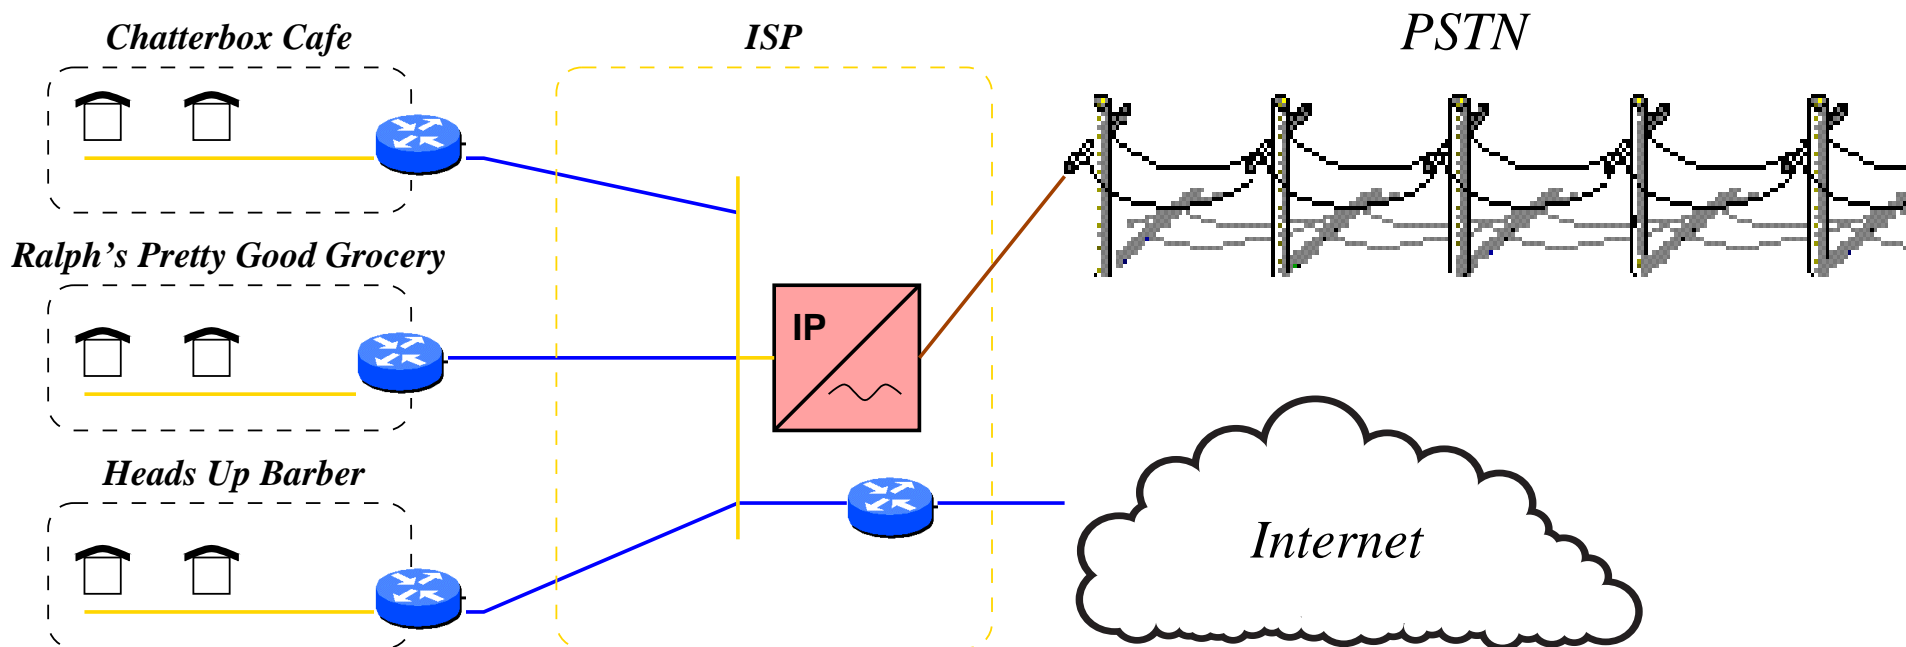 Chatterbox Cafe
ISP
PSTN
Ralph's Pretty Good Grocery
IP
Heads Up Barber
Internet